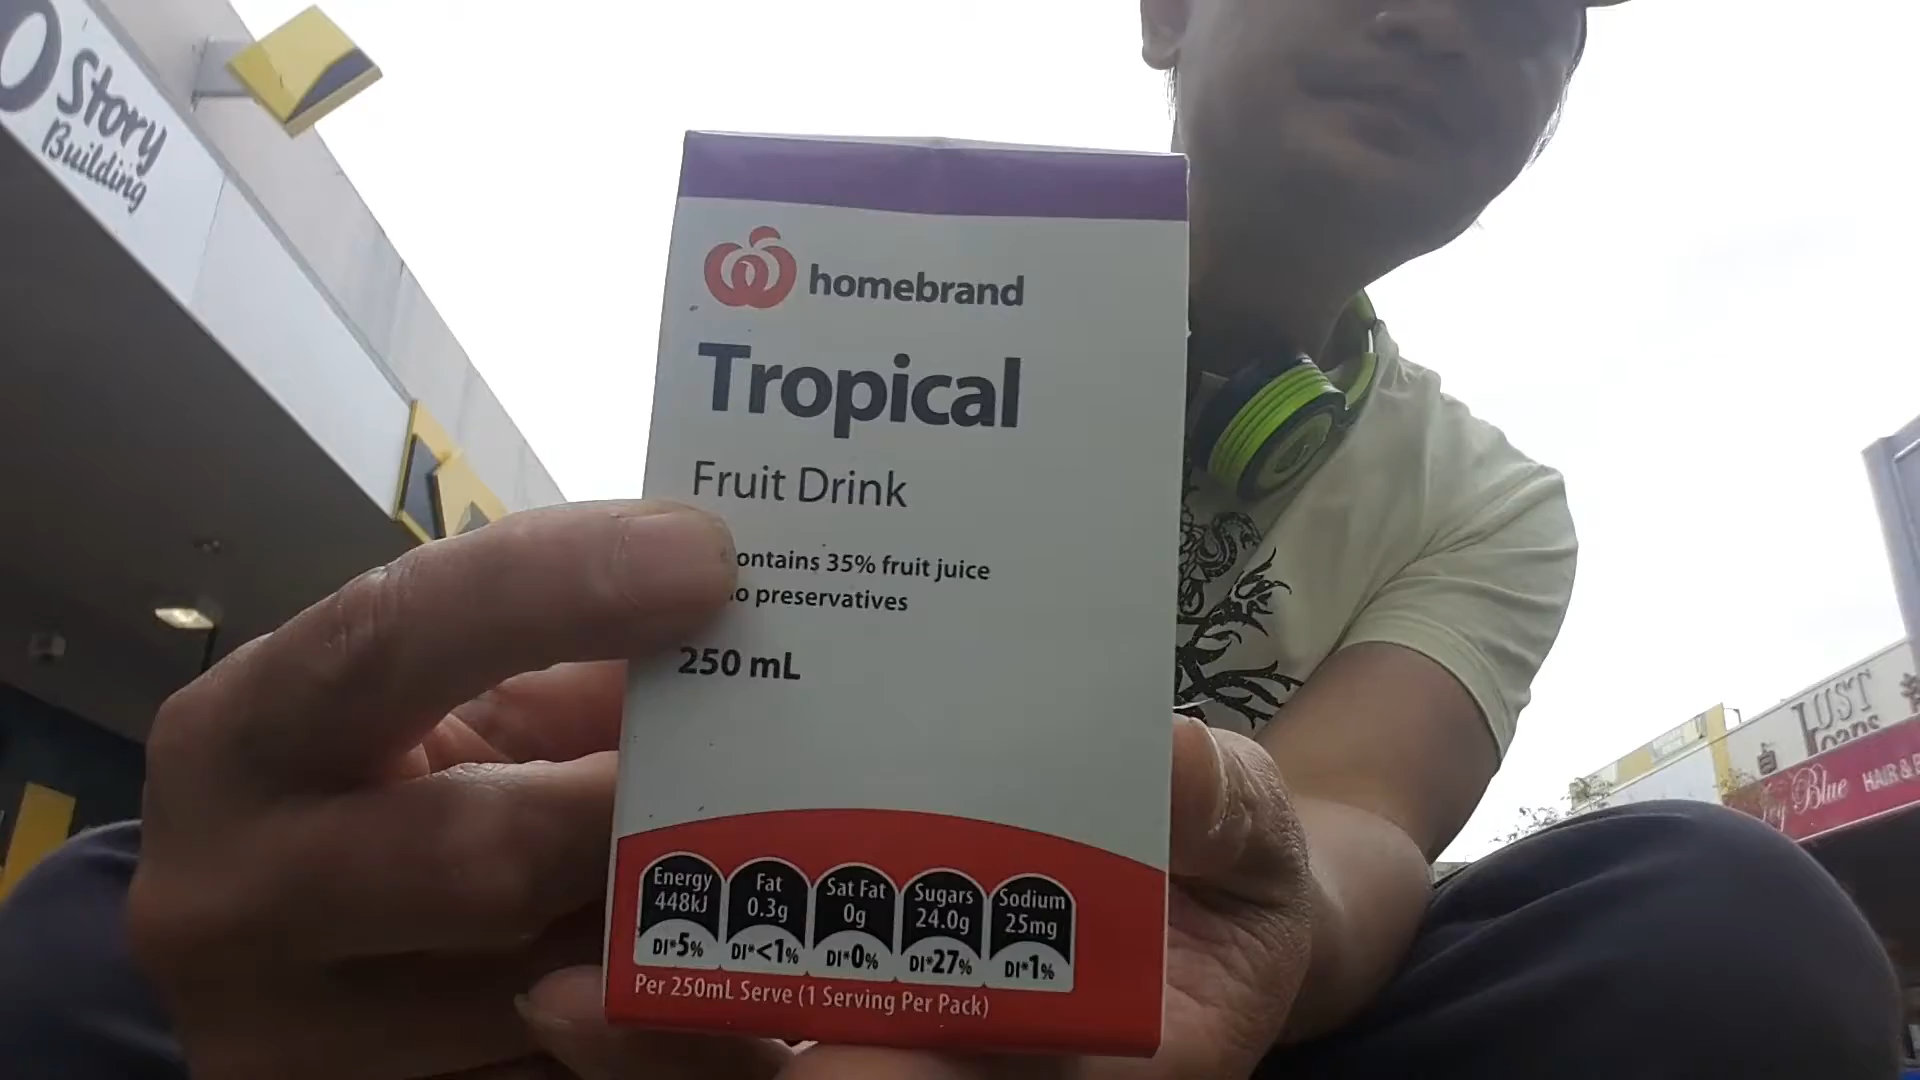 Story
Building
homebrand
Tropical
Fruit Drink
ontains 35% fruit juice
o preservatives
250 mL
Energy
448kJ
DI*5%
Fat
0.3g
DI*<1%
Sat Fat
0g
DI*0%
Sugars
24.0g
DI*27%
Sodium
25mg
DI*1%
Per 250mL Serve (1 Serving Per Pack)
Blue
HAIR &